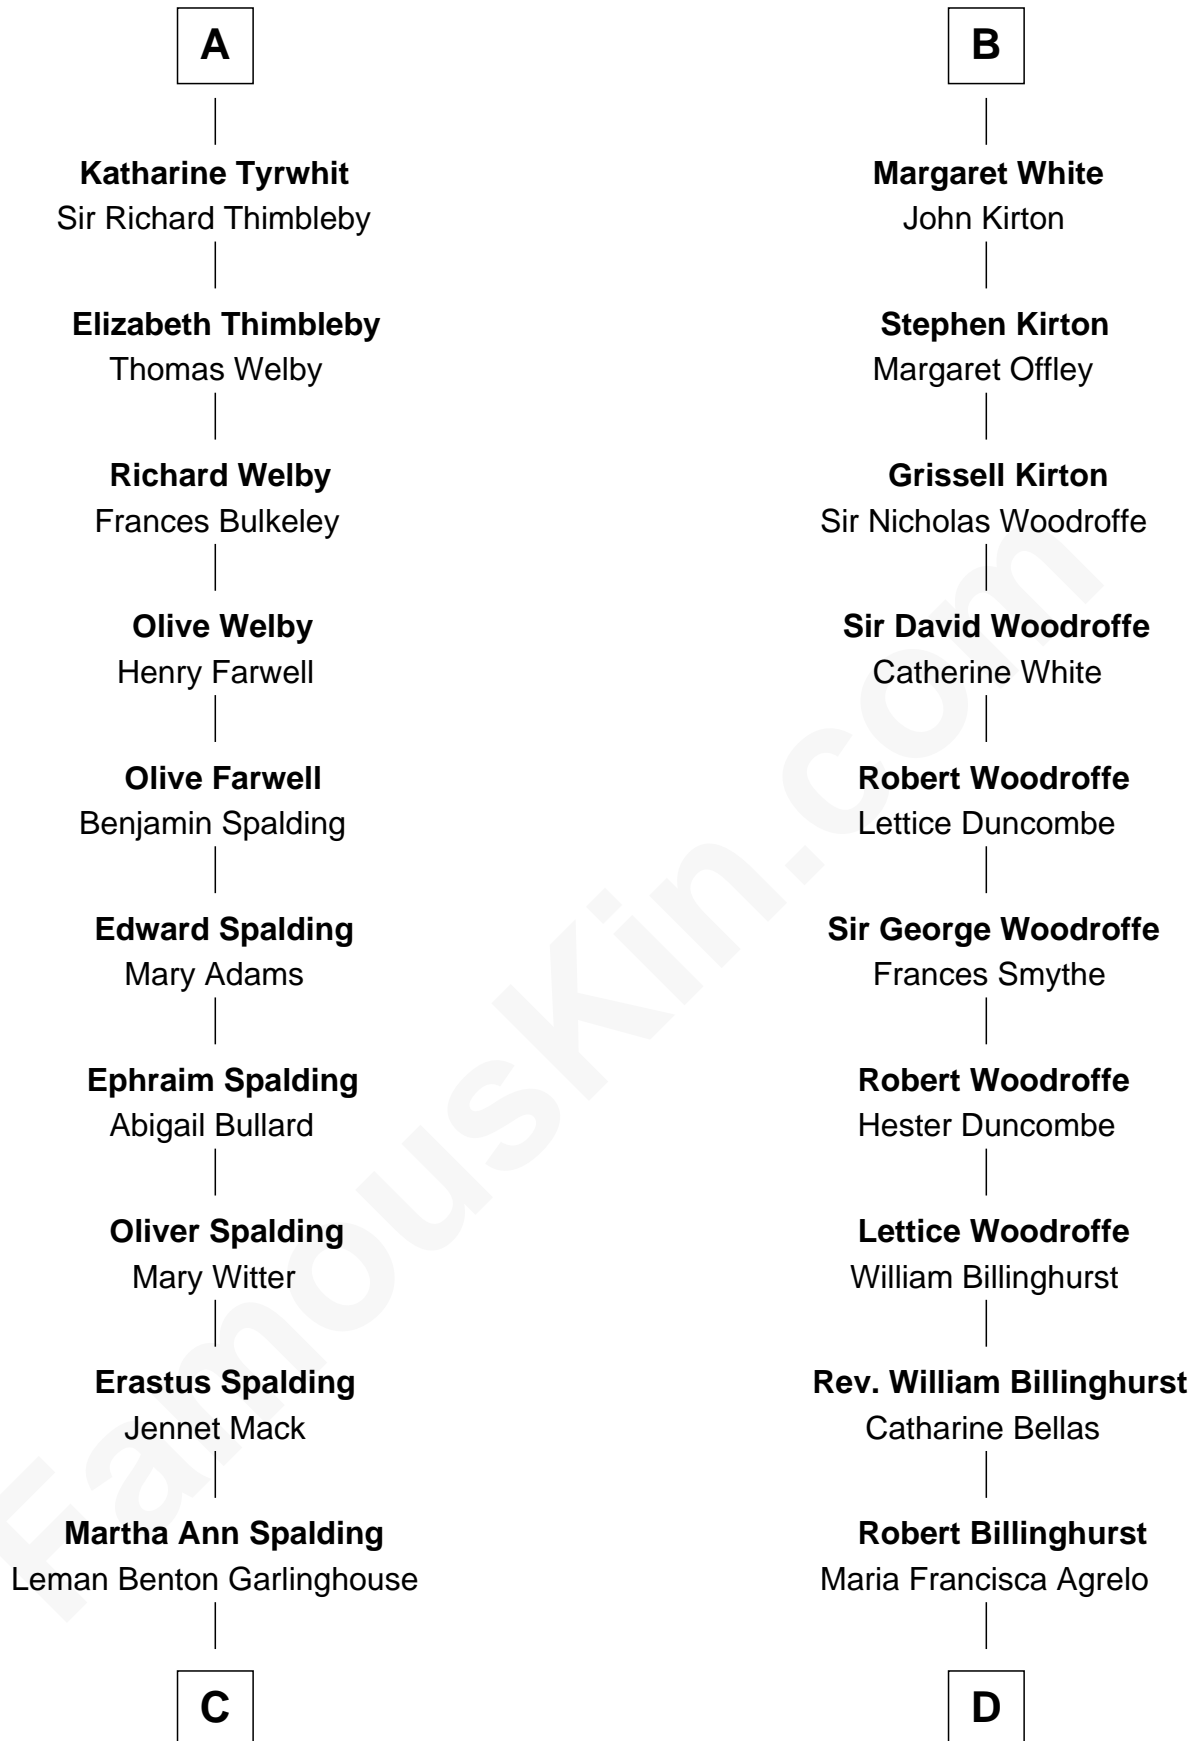 A
Katharine Tyrwhit
Sir Richard Thimbleby
Elizabeth Thimbleby
Thomas Welby
Richard Welby
Frances Bulkeley
Olive Welby
Henry Farwell
Olive Farwell
Benjamin Spalding
Edward Spalding
Mary Adams
Ephraim Spalding
Abigail Bullard
Oliver Spalding
Mary Witter
Erastus Spalding
Jennet Mack
Martha Ann Spalding
Leman Benton Garlinghouse
C
B
Margaret White
John Kirton
Stephen Kirton
Margaret Offley
Grissell Kirton
Sir Nicholas Woodroffe
Sir David Woodroffe
Catherine White
Robert Woodroffe
Lettice Duncombe
Sir George Woodroffe
Frances Smythe
Robert Woodroffe
Hester Duncombe
Lettice Woodroffe
William Billinghurst
Rev. William Billinghurst
Catharine Bellas
Robert Billinghurst
Maria Francisca Agrelo
D
FamousKin.com